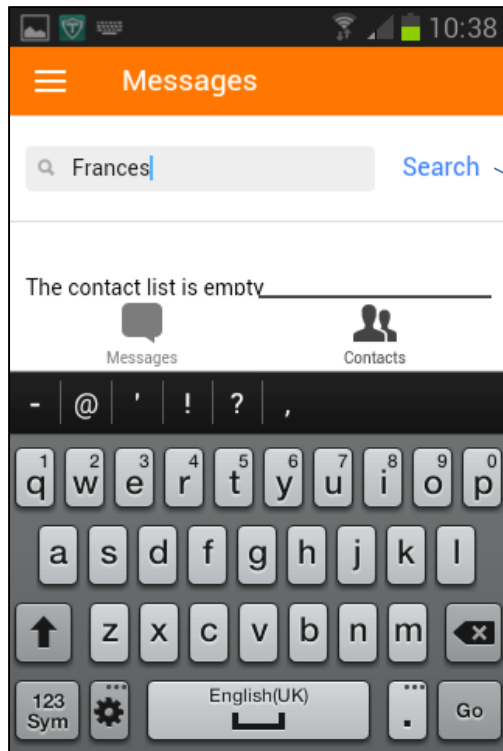 10:38
Messages
Frances
Search
The contact list is empty
Messages Contacts
- @ ' ! ? ,
1 2 3 4 5 6 7 8 9 0
q w e r t y u i o p
a s d f g h j k l
z x c v b n m
123 English(UK)
Sym . Go